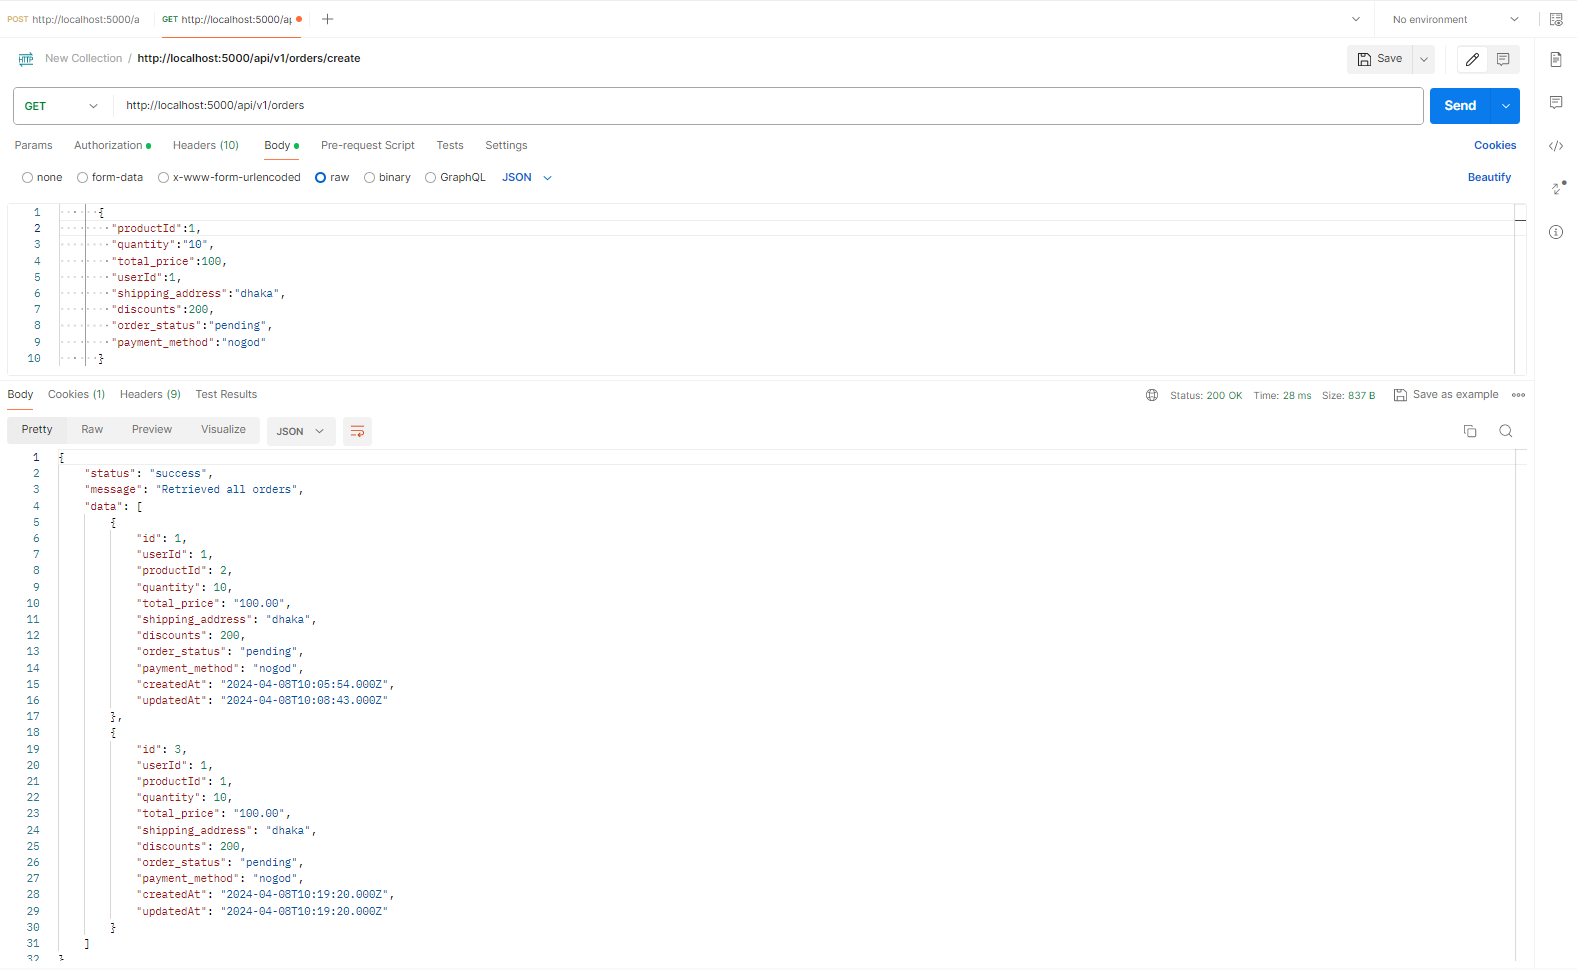 POST http://localhost:5000/a
GET http://localhost:5000/a
No environment
HTTP New Collection / http://localhost:5000/api/v1/orders/create
Save
GET http://localhost:5000/api/v1/orders
Send
Params Authorization Headers (10) Body Pre-request Script Tests Settings Cookies
none form-data x-www-form-urlencoded raw binary GraphQL JSON Beautify
1 {
2 "productId":1,
3 "quantity":"10",
4 "total_price":100,
5 "userId":1,
6 "shipping_address":"dhaka",
7 "discounts":200,
8 "order_status":"pending",
9 "payment_method":"nogod"
10 }
Body Cookies (1) Headers (9) Test Results Status: 200 OK Time: 28 ms Size: 837 B Save as example
Pretty Raw Preview Visualize JSON
1 {
2 "status": "success",
3 "message": "Retrieved all orders",
4 "data": [
5 {
6 "id": 1,
7 "userId": 1,
8 "productId": 2,
9 "quantity": 10,
10 "total_price": "100.00",
11 "shipping_address": "dhaka",
12 "discounts": 200,
13 "order_status": "pending",
14 "payment_method": "nogod",
15 "createdAt": "2024-04-08T10:05:54.000Z",
16 "updatedAt": "2024-04-08T10:08:43.000Z"
17 },
18 {
19 "id": 3,
20 "userId": 1,
21 "productId": 1,
22 "quantity": 10,
23 "total_price": "100.00",
24 "shipping_address": "dhaka",
25 "discounts": 200,
26 "order_status": "pending",
27 "payment_method": "nogod",
28 "createdAt": "2024-04-08T10:19:20.000Z",
29 "updatedAt": "2024-04-08T10:19:20.000Z"
30 }
31 ]
32 }